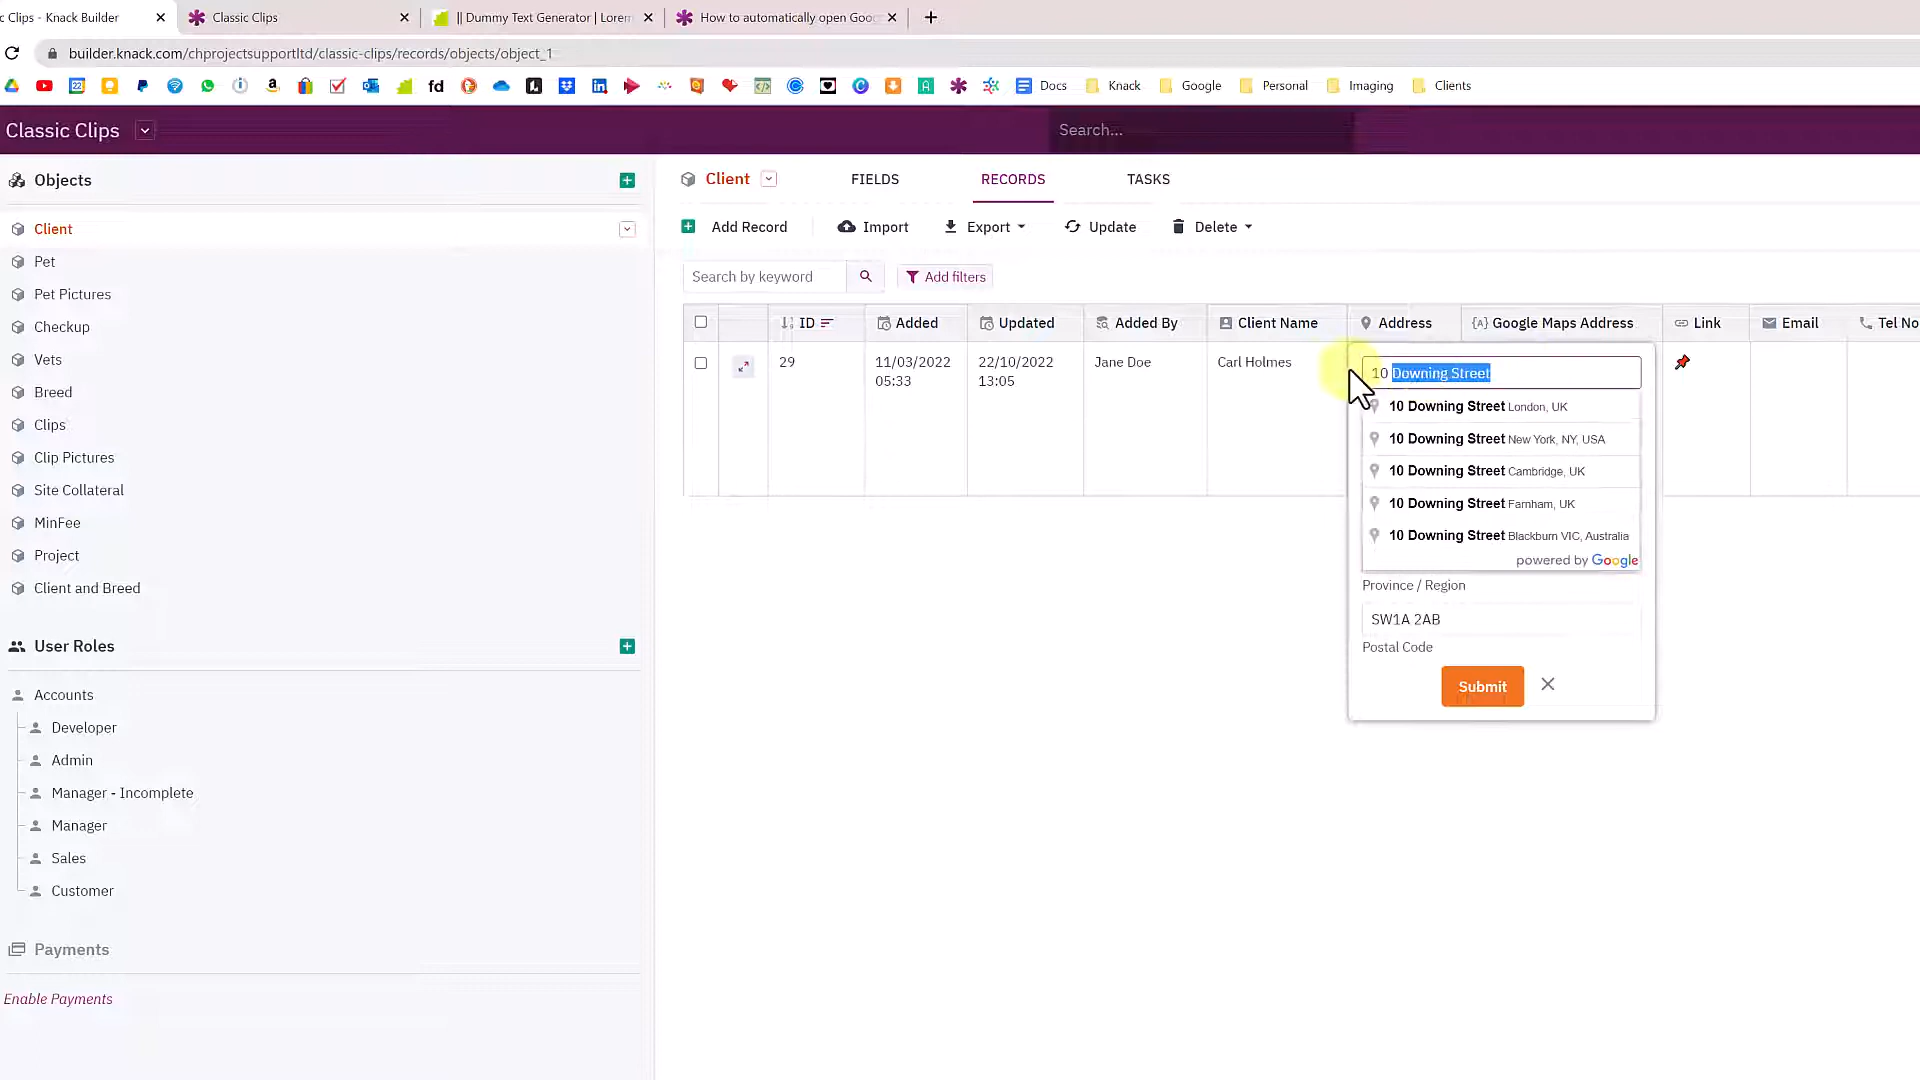 c Clips - Knack Builder
Classic Clips
|| Dummy Text Generator | Lorem
How to automatically open Goo
builder.knack.com/chprojectsupportltd/classic-clips/records/objects/object_1
22
fd
Docs
Knack
Google
Personal
Imaging
Clients
Classic Clips
Search...
Objects
Client
Pet
Pet Pictures
Checkup
Vets
Breed
Clips
Clip Pictures
Site Collateral
MinFee
Project
Client and Breed
User Roles
Accounts
Developer
Admin
Manager - Incomplete
Manager
Sales
Customer
Payments
Enable Payments
Client
FIELDS
RECORDS
TASKS
Add Record
Import
Export
Update
Delete
Search by keyword
Add filters
ID
Added
Updated
Added By
Client Name
Address
{A} Google Maps Address
Link
Email
Tel No
29
11/03/2022
05:33
22/10/2022
13:05
Jane Doe
Carl Holmes
10 Downing Street
10 Downing Street London, UK
10 Downing Street New York, NY, USA
10 Downing Street Cambridge, UK
10 Downing Street Farnham, UK
10 Downing Street Blackburn VIC, Australia
powered by Google
Province / Region
SW1A 2AB
Postal Code
Submit